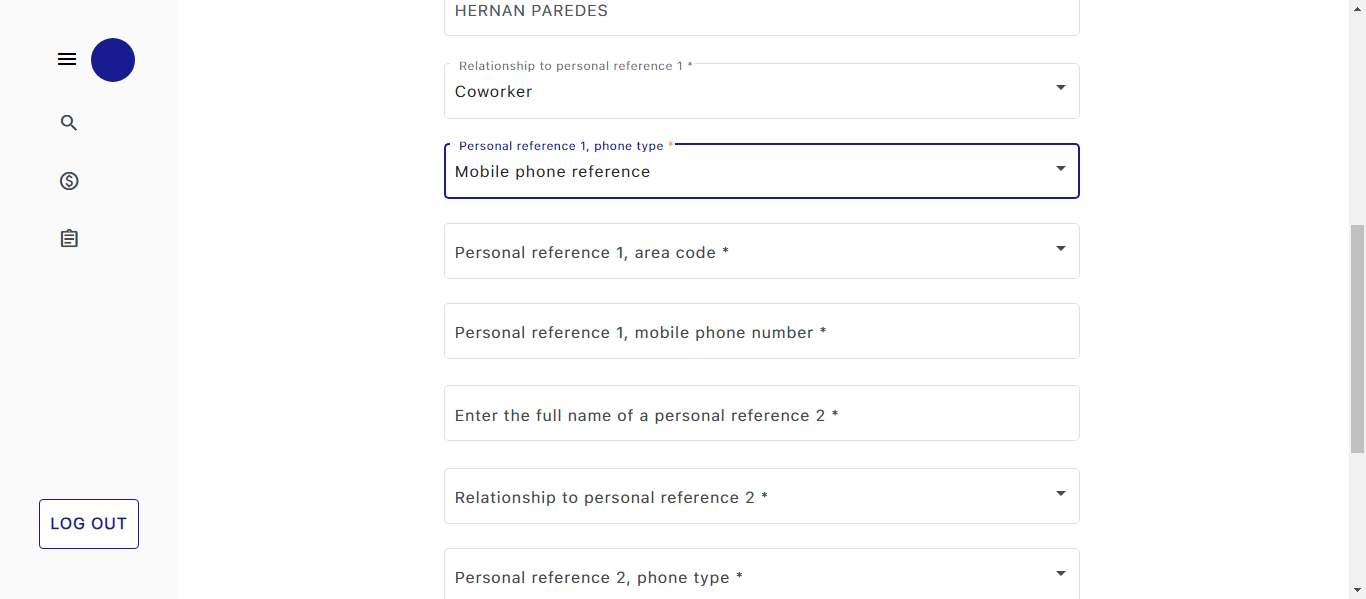 HERNAN PAREDES
Relationship to personal reference 1 *
Coworker
Personal reference 1, phone type *
Mobile phone reference
Personal reference 1, area code *
Personal reference 1, mobile phone number *
Enter the full name of a personal reference 2 *
Relationship to personal reference 2 *
Personal reference 2, phone type *
LOG OUT